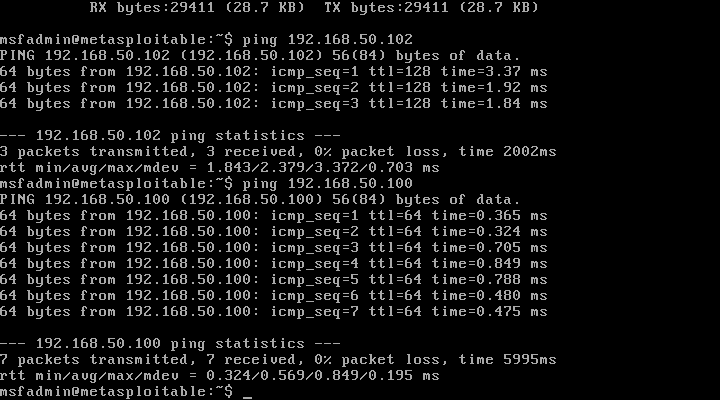 RX bytes:29411 (28.7 KB)  TX bytes:29411 (28.7 KB)
msfadmin@metasploitable:~$ ping 192.168.50.102
PING 192.168.50.102 (192.168.50.102) 56(84) bytes of data.
64 bytes from 192.168.50.102: icmp_seq=1 ttl=128 time=3.37 ms
64 bytes from 192.168.50.102: icmp_seq=2 ttl=128 time=1.92 ms
64 bytes from 192.168.50.102: icmp_seq=3 ttl=128 time=1.84 ms
--- 192.168.50.102 ping statistics ---
3 packets transmitted, 3 received, 0% packet loss, time 2002ms
rtt min/avg/max/mdev = 1.843/2.379/3.372/0.703 ms
msfadmin@metasploitable:~$ ping 192.168.50.100
PING 192.168.50.100 (192.168.50.100) 56(84) bytes of data.
64 bytes from 192.168.50.100: icmp_seq=1 ttl=64 time=0.365 ms
64 bytes from 192.168.50.100: icmp_seq=2 ttl=64 time=0.324 ms
64 bytes from 192.168.50.100: icmp_seq=3 ttl=64 time=0.705 ms
64 bytes from 192.168.50.100: icmp_seq=4 ttl=64 time=0.849 ms
64 bytes from 192.168.50.100: icmp_seq=5 ttl=64 time=0.788 ms
64 bytes from 192.168.50.100: icmp_seq=6 ttl=64 time=0.480 ms
64 bytes from 192.168.50.100: icmp_seq=7 ttl=64 time=0.475 ms
--- 192.168.50.100 ping statistics ---
7 packets transmitted, 7 received, 0% packet loss, time 5995ms
rtt min/avg/max/mdev = 0.324/0.569/0.849/0.195 ms
msfadmin@metasploitable:~$ _